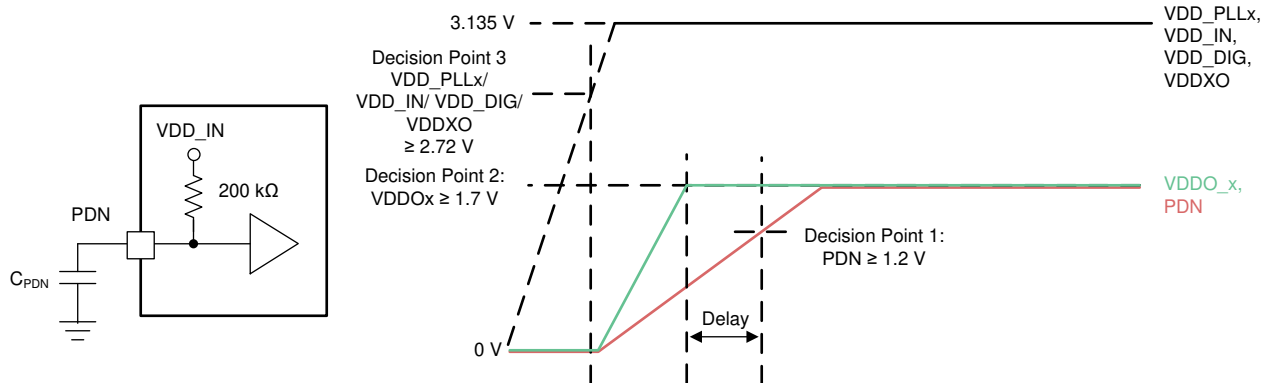 VDD_IN
200 kΩ
PDN
CPDN
3.135 V
Decision Point 3
VDD_PLLx/
VDD_IN/ VDD_DIG/
VDDXO
≥ 2.72 V
Decision Point 2:
VDDOx ≥ 1.7 V
0 V
Delay
Decision Point 1:
PDN ≥ 1.2 V
VDD_PLLx,
VDD_IN,
VDD_DIG,
VDDXO
VDDO_x,
PDN